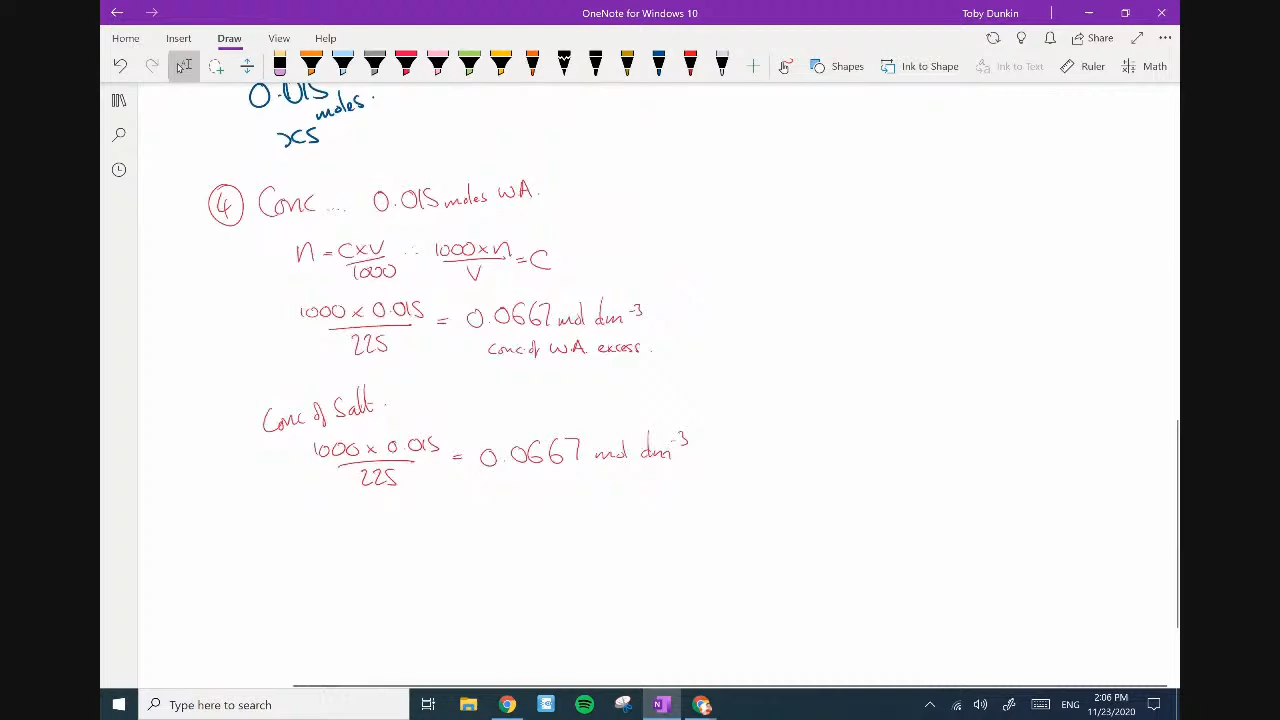 OneNote for Windows 10
Toby Dunkin
Home Insert Draw View Help
Share
Shapes
Ink to Shape
Ink to Text
Ruler
Math
0.015
moles.
xcs
④ Conc .... 0.015 moles W.A.
n = c×v/1000 ∴ 1000×n/v = C
1000 × 0.015/225 = 0.0667 mol dm⁻³
conc. of W.A. excess.
Conc of Salt.
1000 × 0.015/225 = 0.0667 mol dm⁻³
Type here to search
ENG
2:06 PM
11/23/2020